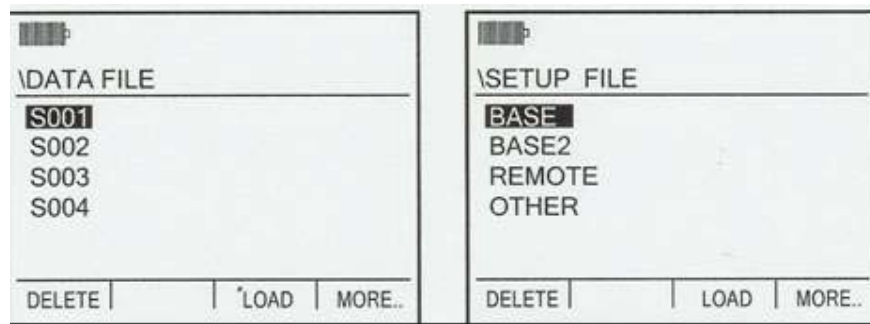 \DATA FILE
S001
S002
S003
S004
DELETE LOAD MORE..
\SETUP FILE
BASE
BASE2
REMOTE
OTHER
DELETE LOAD MORE..